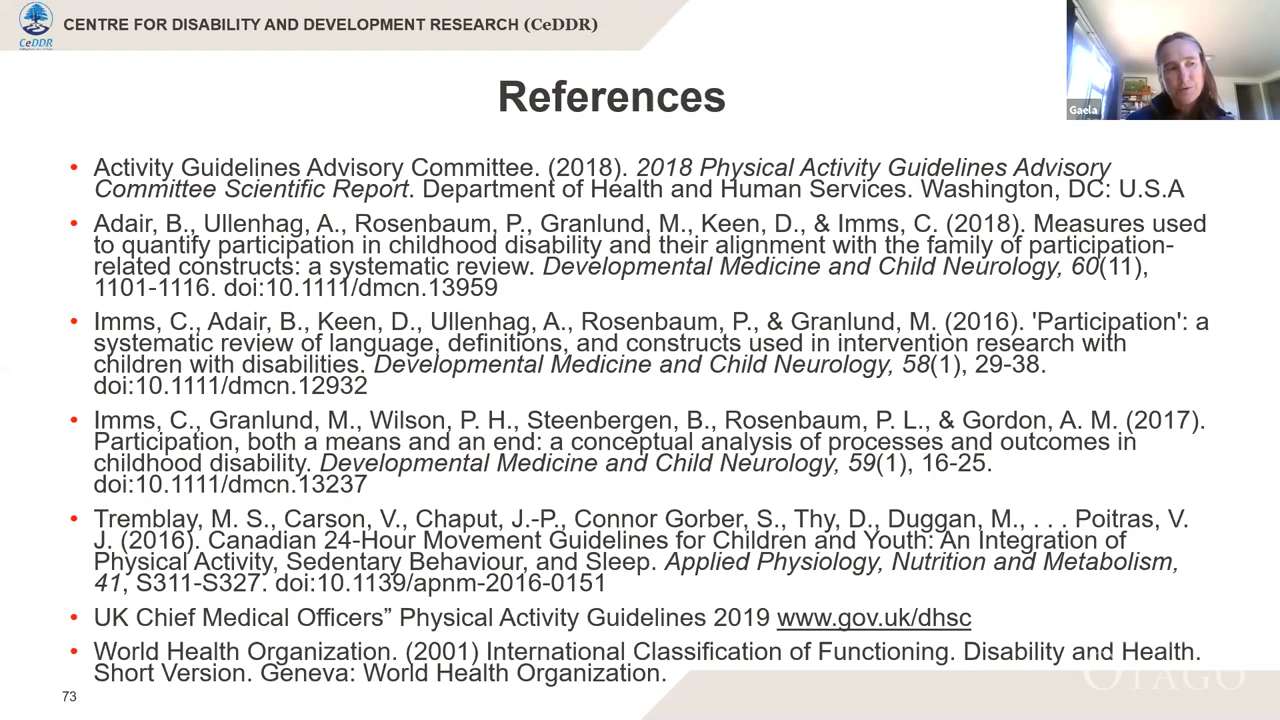 CENTRE FOR DISABILITY AND DEVELOPMENT RESEARCH (CeDDR)
CeDDR
Gaela
References
• Activity Guidelines Advisory Committee. (2018). 2018 Physical Activity Guidelines Advisory
Committee Scientific Report. Department of Health and Human Services. Washington, DC: U.S.A
• Adair, B., Ullenhag, A., Rosenbaum, P., Granlund, M., Keen, D., & Imms, C. (2018). Measures used
to quantify participation in childhood disability and their alignment with the family of participation-
related constructs: a systematic review. Developmental Medicine and Child Neurology, 60(11),
1101-1116. doi:10.1111/dmcn.13959
• Imms, C., Adair, B., Keen, D., Ullenhag, A., Rosenbaum, P., & Granlund, M. (2016). 'Participation': a
systematic review of language, definitions, and constructs used in intervention research with
children with disabilities. Developmental Medicine and Child Neurology, 58(1), 29-38.
doi:10.1111/dmcn.12932
• Imms, C., Granlund, M., Wilson, P. H., Steenbergen, B., Rosenbaum, P. L., & Gordon, A. M. (2017).
Participation, both a means and an end: a conceptual analysis of processes and outcomes in
childhood disability. Developmental Medicine and Child Neurology, 59(1), 16-25.
doi:10.1111/dmcn.13237
• Tremblay, M. S., Carson, V., Chaput, J.-P., Connor Gorber, S., Thy, D., Duggan, M., . . . Poitras, V.
J. (2016). Canadian 24-Hour Movement Guidelines for Children and Youth: An Integration of
Physical Activity, Sedentary Behaviour, and Sleep. Applied Physiology, Nutrition and Metabolism,
41, S311-S327. doi:10.1139/apnm-2016-0151
• UK Chief Medical Officers” Physical Activity Guidelines 2019 www.gov.uk/dhsc
• World Health Organization. (2001) International Classification of Functioning. Disability and Health.
Short Version. Geneva: World Health Organization.
OTAGO
73